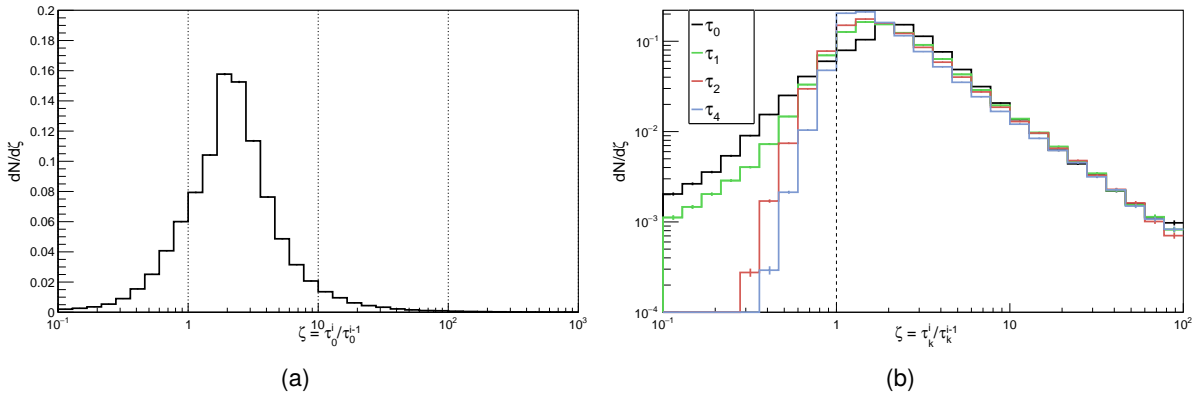 dN/dζ
0.2
0.18
0.16
0.14
0.12
0.1
0.08
0.06
0.04
0.02
0
10⁻¹ 1 10 10² 10³
ζ = τ₀ⁱ/τ₀ⁱ⁻¹
(a)
dN/dζ
10⁻¹
10⁻²
10⁻³
10⁻⁴
τ₀
τ₁
τ₂
τ₄
10⁻¹ 1 10 10²
ζ = τₖⁱ/τₖⁱ⁻¹
(b)